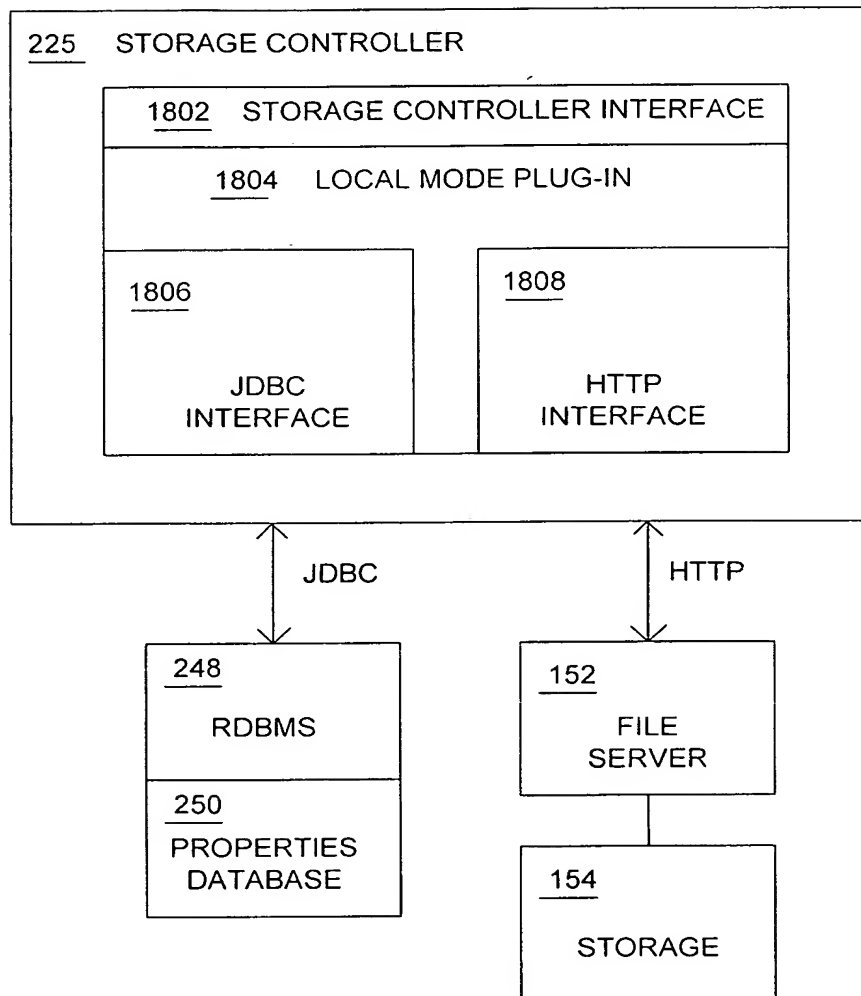 225 STORAGE CONTROLLER
1802 STORAGE CONTROLLER INTERFACE
1804 LOCAL MODE PLUG-IN
1806
JDBC
INTERFACE
1808
HTTP
INTERFACE
JDBC
HTTP
248
RDBMS
250
PROPERTIES
DATABASE
152
FILE
SERVER
154
STORAGE